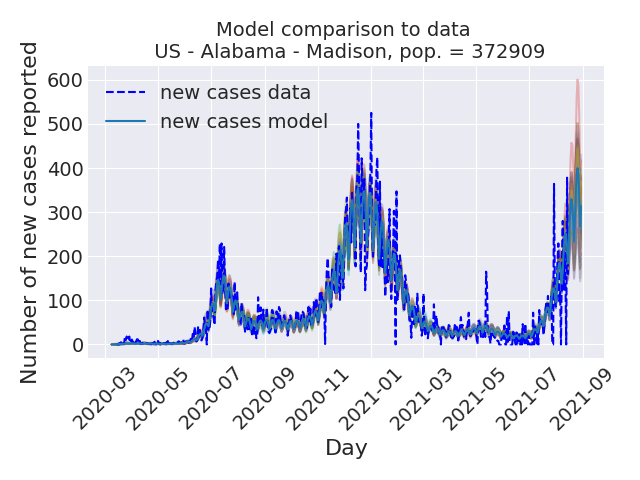 Model comparison to data
US - Alabama - Madison, pop. = 372909
Number of new cases reported
600
500
400
300
200
100
0
new cases data
new cases model
2020-03
2020-05
2020-07
2020-09
2020-11
2021-01
2021-03
2021-05
2021-07
2021-09
Day